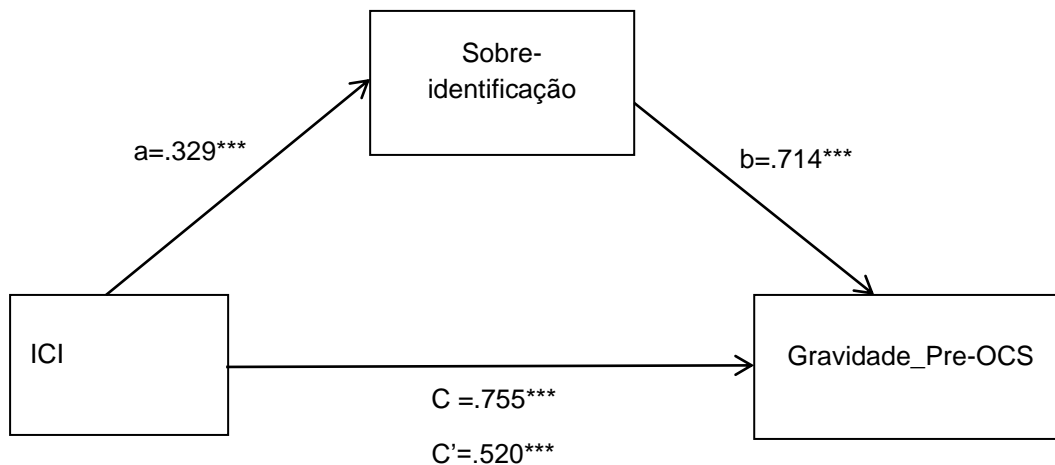 Sobre-
identificação
a=.329***
b=.714***
ICI
Gravidade_Pre-OCS
C =.755***
C’=.520***